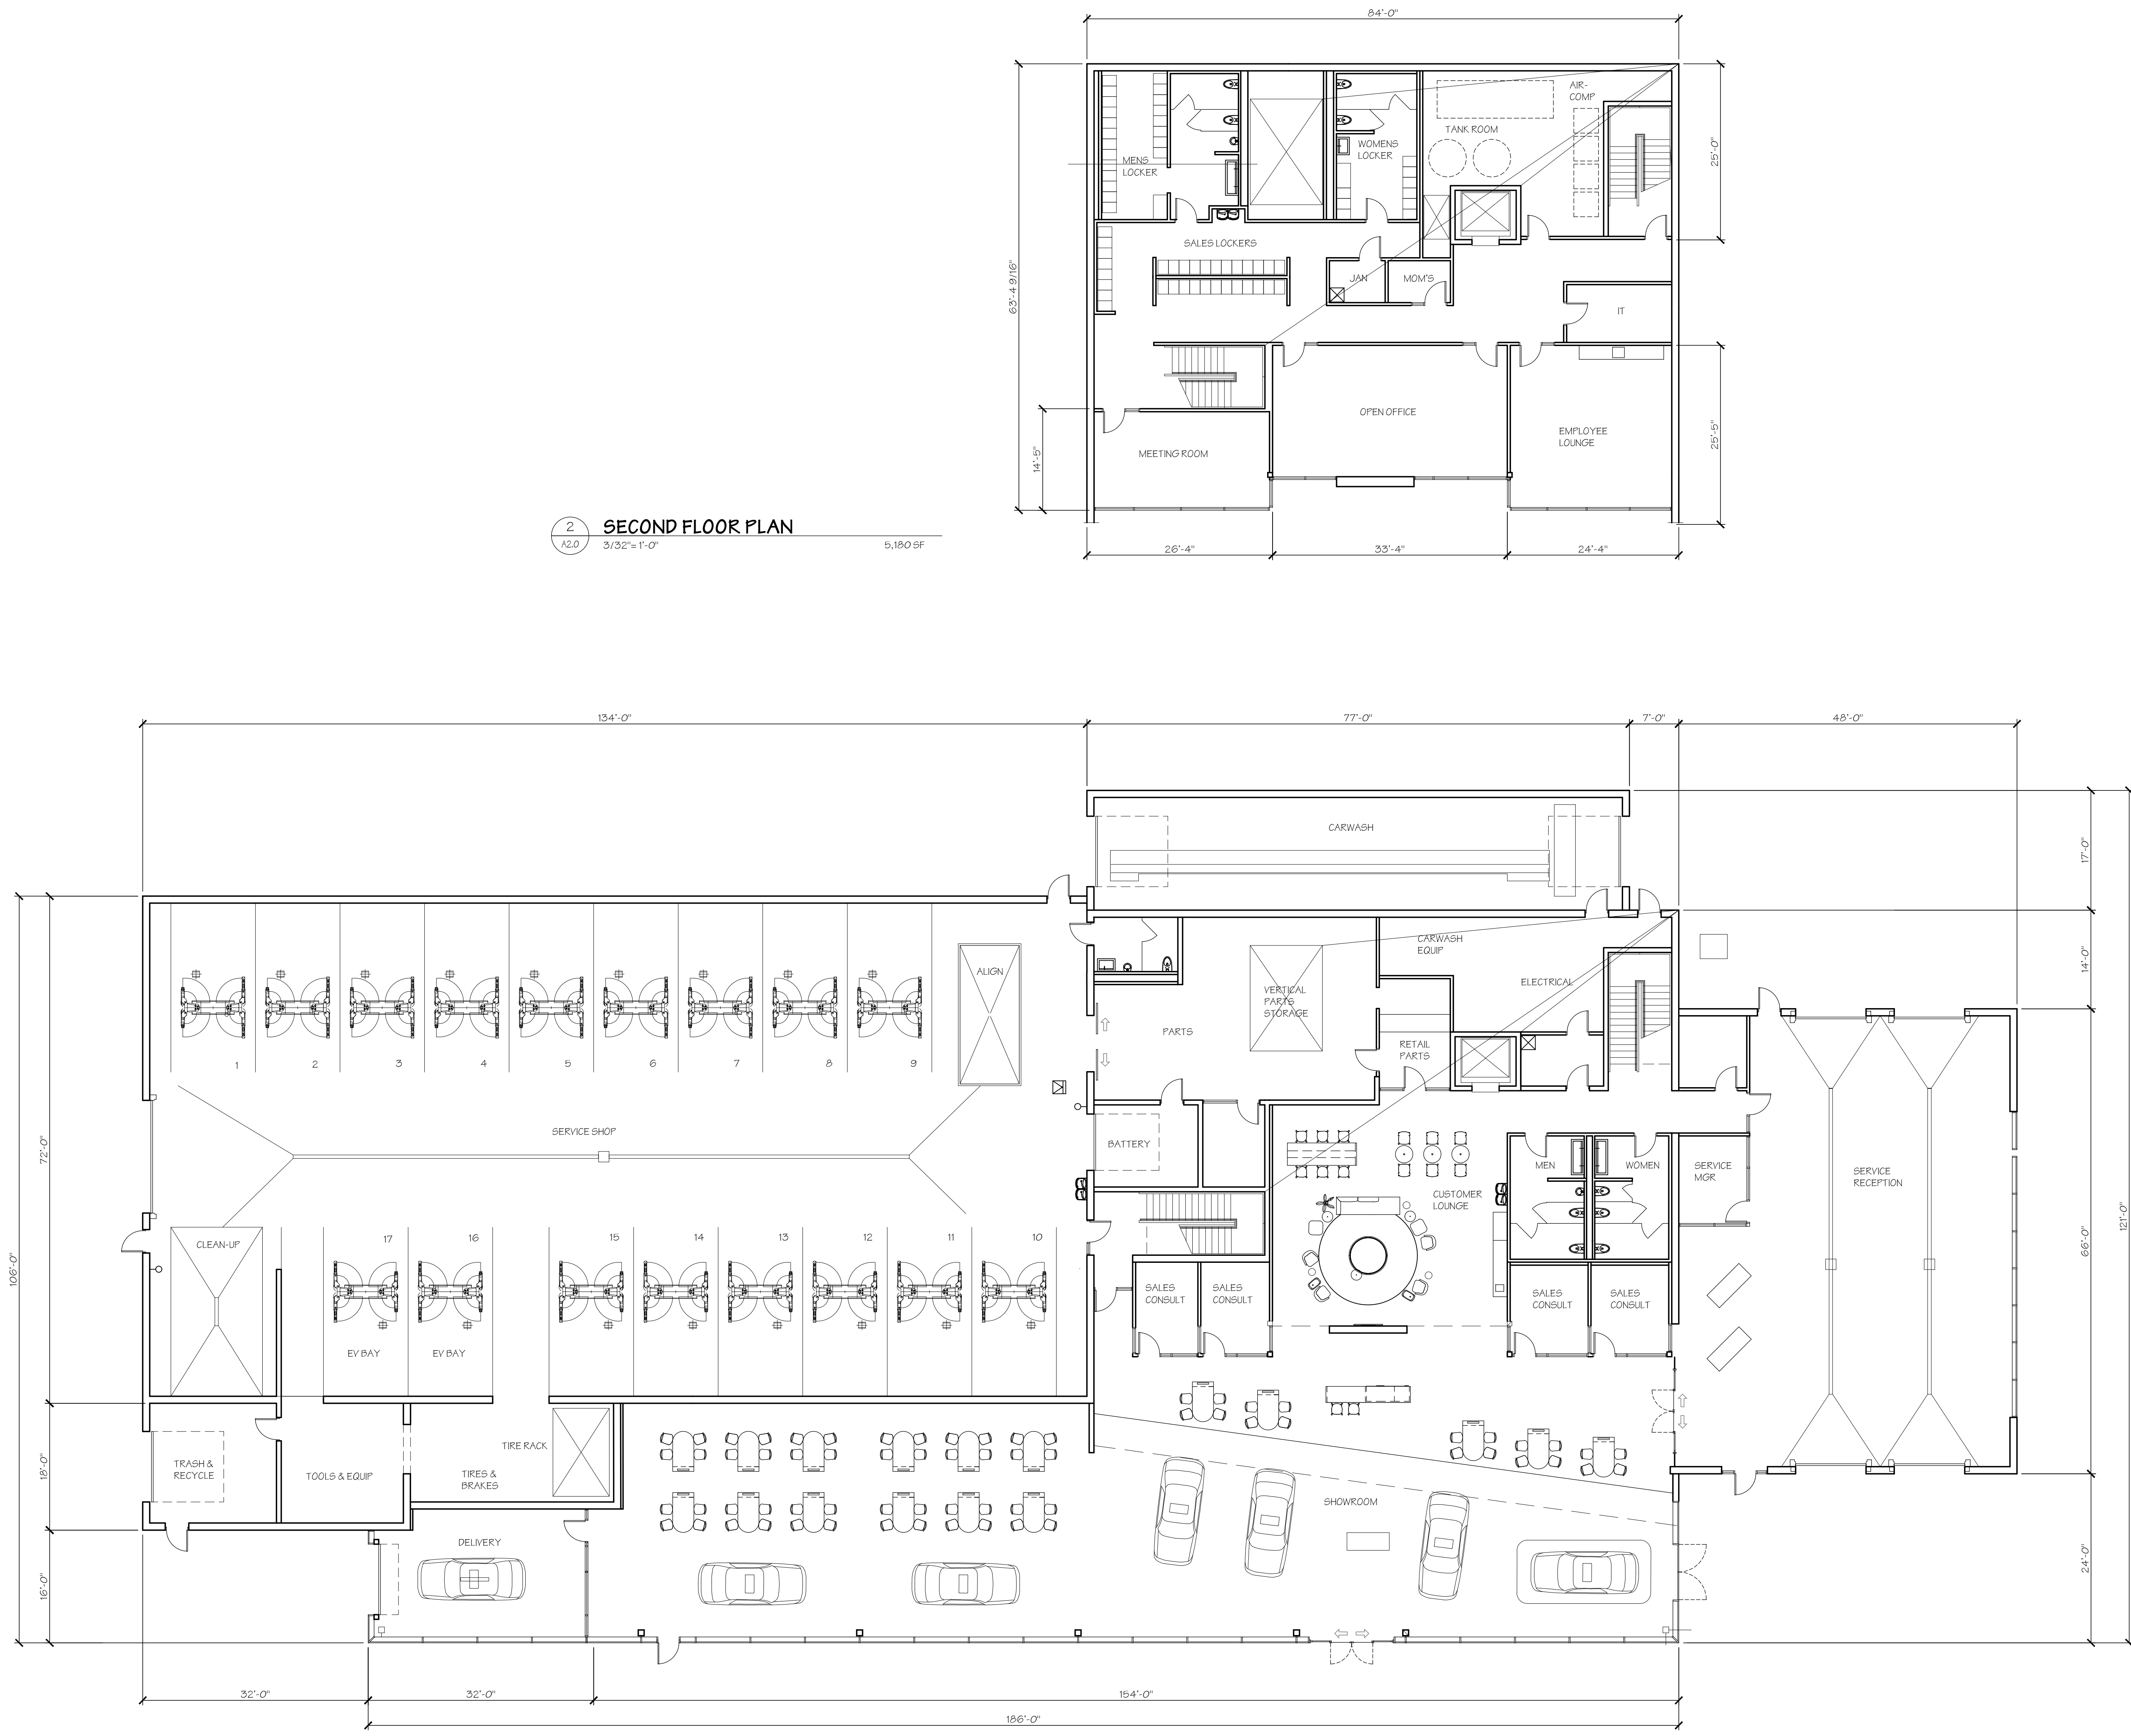 84'-0"
AIR-
COMP
TANK ROOM
WOMENS
LOCKER
MENS
LOCKER
25'-0"
SALES LOCKERS
63'-4 9/16"
JAN
MOM'S
IT
OPEN OFFICE
EMPLOYEE
LOUNGE
MEETING ROOM
14'-5"
25'-5"
2
A2.0
SECOND FLOOR PLAN
3/32"= 1'-0"
5,180 SF
26'-4"
33'-4"
24'-4"
134'-0"
77'-0"
7'-0"
48'-0"
CARWASH
17'-0"
CARWASH
EQUIP
14'-0"
ALIGN
ELECTRICAL
VERTICAL
PARTS
STORAGE
PARTS
RETAIL
PARTS
1
2
3
4
5
6
7
8
9
SERVICE SHOP
BATTERY
72'-0"
106'-0"
MEN
WOMEN
SERVICE
MGR
SERVICE
RECEPTION
CUSTOMER
LOUNGE
66'-0"
121'-0"
CLEAN-UP
17
16
15
14
13
12
11
10
EV BAY
EV BAY
SALES
CONSULT
SALES
CONSULT
SALES
CONSULT
SALES
CONSULT
18'-0"
TRASH &
RECYCLE
TOOLS & EQUIP
TIRE RACK
TIRES &
BRAKES
SHOWROOM
DELIVERY
16'-0"
24'-0"
32'-0"
32'-0"
154'-0"
186'-0"